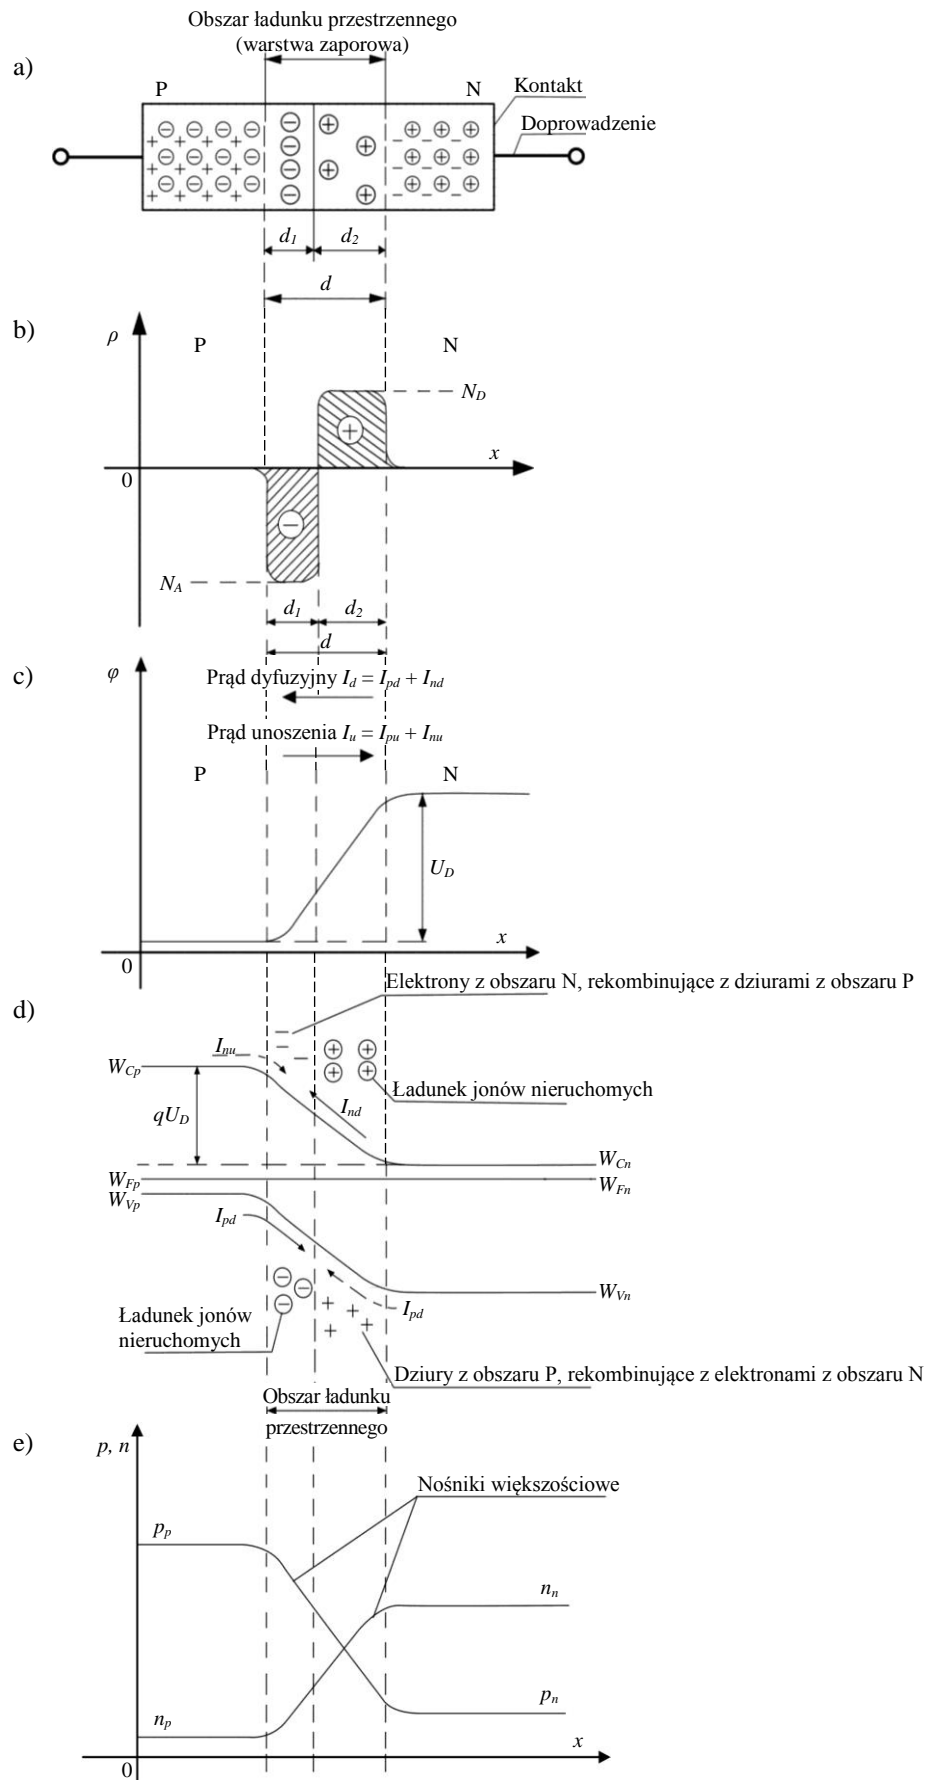 Obszar ładunku przestrzennego
(warstwa zaporowa)
a)
P
N
Kontakt
Doprowadzenie
d1
d2
d
b)
ρ
P
N
ND
x
0
NA
d1
d2
d
c)
φ
Prąd dyfuzyjny Id = Ipd + Ind
Prąd unoszenia Iu = Ipu + Inu
P
N
UD
x
0
Elektrony z obszaru N, rekombinujące z dziurami z obszaru P
d)
Inu
WCp
Ładunek jonów nieruchomych
Ind
qUD
WCn
WFp
WFn
WVp
Ipd
WVn
Ipd
Ładunek jonów
nieruchomych
Dziury z obszaru P, rekombinujące z elektronami z obszaru N
Obszar ładunku
przestrzennego
e)
p, n
Nośniki większościowe
pp
nn
pn
np
x
0